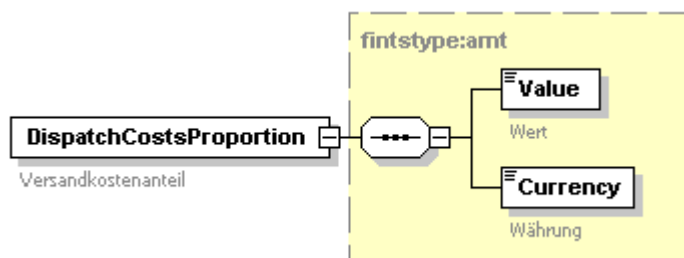 fintstype:amt
Value
Wert
DispatchCostsProportion
Versandkostenanteil
Currency
Währung